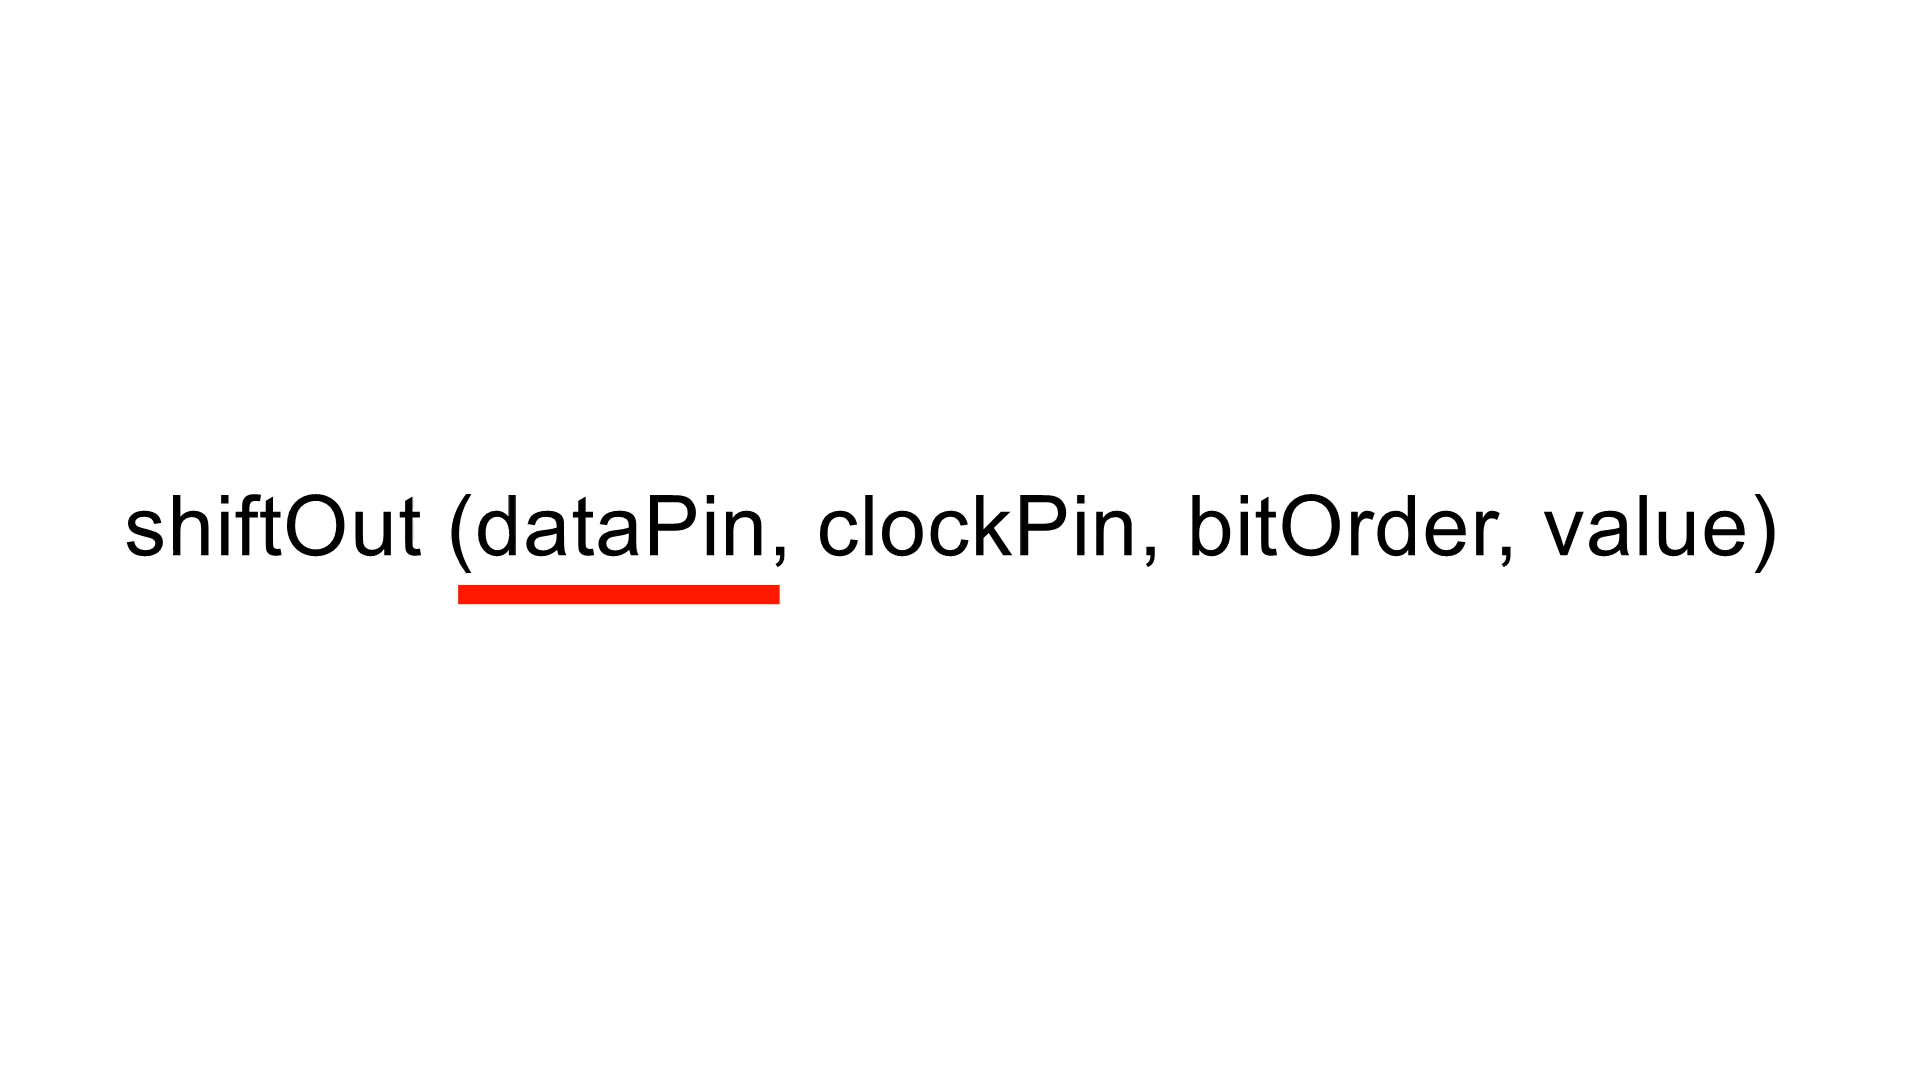 shiftOut (dataPin, clockPin, bitOrder, value)